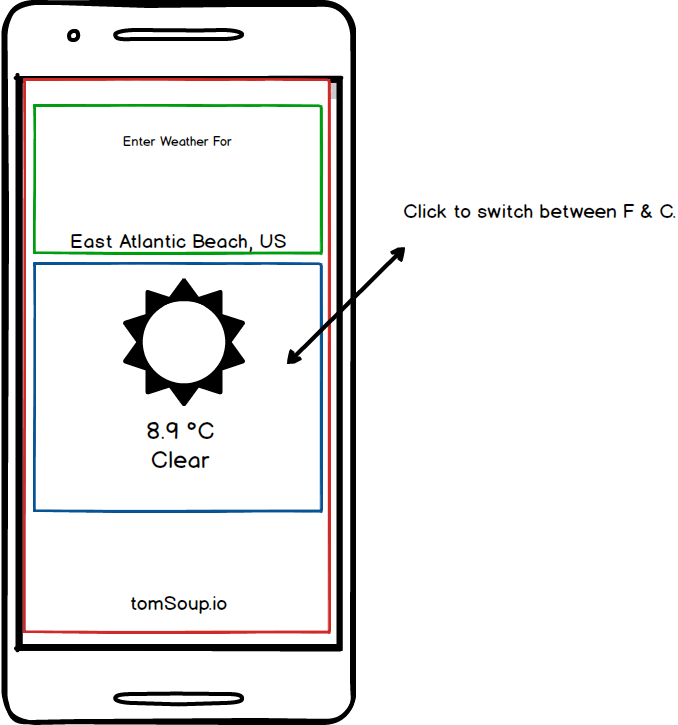 Enter Weather For
Click to switch between F & C.
East Atlantic Beach, US
8.9 °C
Clear
tomSoup.io